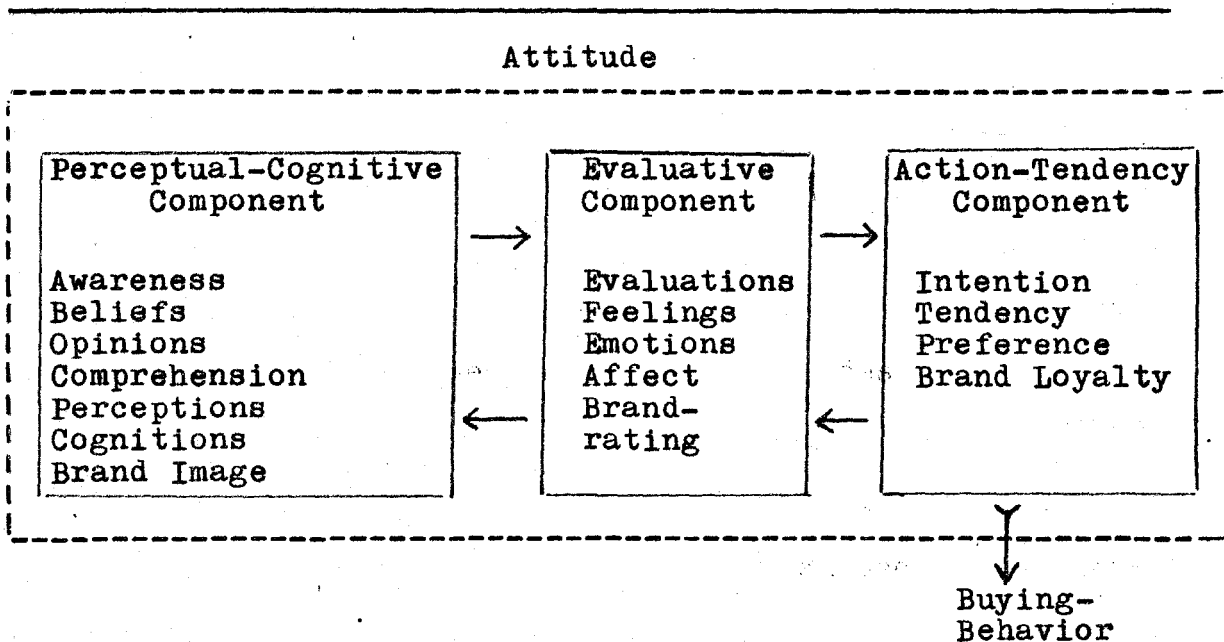 Attitude
Perceptual-Cognitive
Component
Awareness
Beliefs
Opinions
Comprehension
Perceptions
Cognitions
Brand Image
Evaluative
Component
Evaluations
Feelings
Emotions
Affect
Brand-
rating
Action-Tendency
Component
Intention
Tendency
Preference
Brand Loyalty
Buying-
Behavior